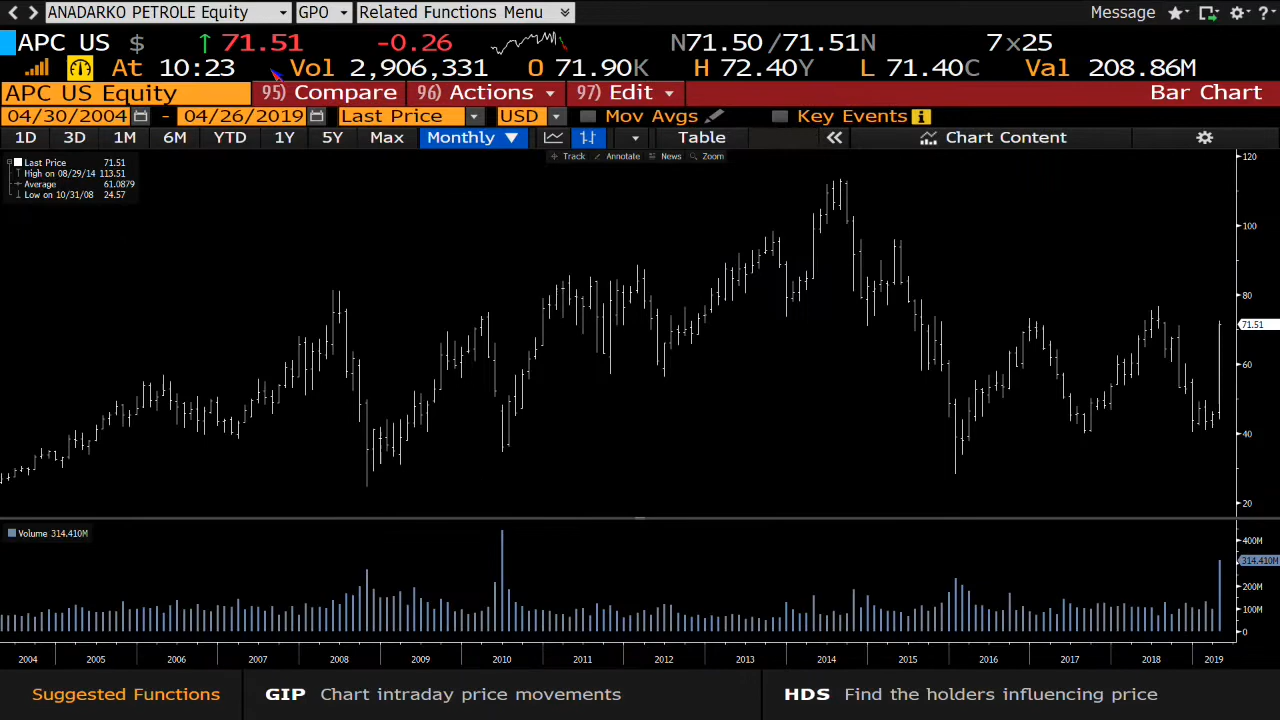 ANADARKO PETROLE Equity GPO Related Functions Menu Message ?
APC US $ ↑ 71.51 -0.26 N71.50 /71.51N 7x25
At 10:23 Vol 2,906,331 O 71.90K H 72.40Y L 71.40C Val 208.86M
APC US Equity 95) Compare 96) Actions 97) Edit Bar Chart
04/30/2004 - 04/26/2019 Last Price USD Mov Avgs Key Events i
1D 3D 1M 6M YTD 1Y 5Y Max Monthly ▼ Table « Chart Content
Track Annotate News Zoom
Last Price 71.51
High on 08/29/14 113.51
Average 61.0879
Low on 10/31/08 24.57
120
100
80
71.51
60
40
20
Volume 314.410M
400M
314.410M
200M
100M
0
2004 2005 2006 2007 2008 2009 2010 2011 2012 2013 2014 2015 2016 2017 2018 2019
Suggested Functions GIP Chart intraday price movements HDS Find the holders influencing price